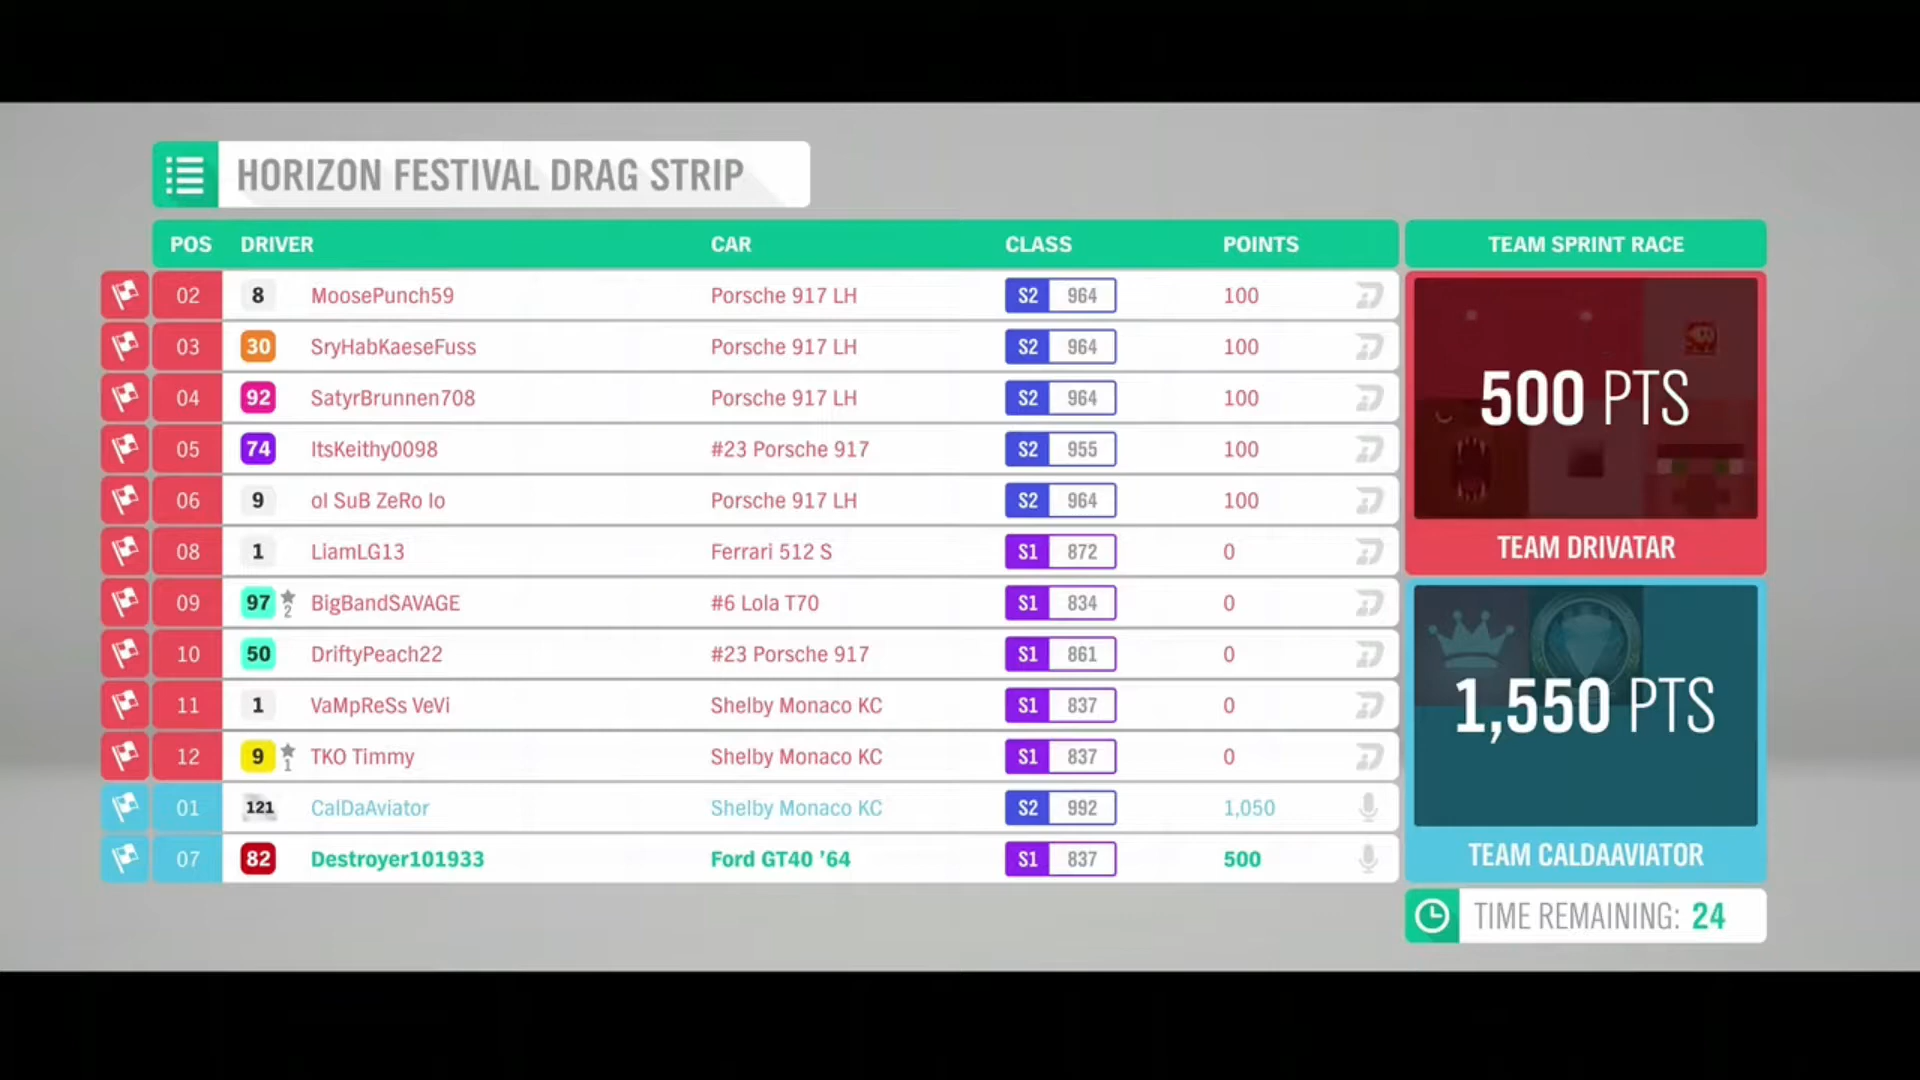 HORIZON FESTIVAL DRAG STRIP
POS DRIVER CAR CLASS POINTS TEAM SPRINT RACE
02 8 MoosePunch59 Porsche 917 LH S2 964 100
03 30 SryHabKaeseFuss Porsche 917 LH S2 964 100
04 92 SatyrBrunnen708 Porsche 917 LH S2 964 100
05 74 ItsKeithy0098 #23 Porsche 917 S2 955 100
06 9 oI SuB ZeRo Io Porsche 917 LH S2 964 100
08 1 LiamLG13 Ferrari 512 S S1 872 0
09 97 2 BigBandSAVAGE #6 Lola T70 S1 834 0
10 50 DriftyPeach22 #23 Porsche 917 S1 861 0
11 1 VaMpReSs VeVi Shelby Monaco KC S1 837 0
12 9 1 TKO Timmy Shelby Monaco KC S1 837 0
01 121 CalDaAviator Shelby Monaco KC S2 992 1,050
07 82 Destroyer101933 Ford GT40 ’64 S1 837 500
500 PTS
TEAM DRIVATAR
1,550 PTS
TEAM CALDAAVIATOR
TIME REMAINING: 24